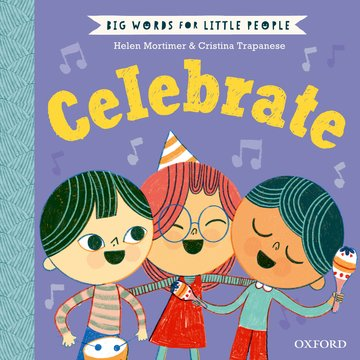 BIG WORDS FOR LITTLE PEOPLE
Helen Mortimer & Cristina Trapanese
Celebrate
OXFORD